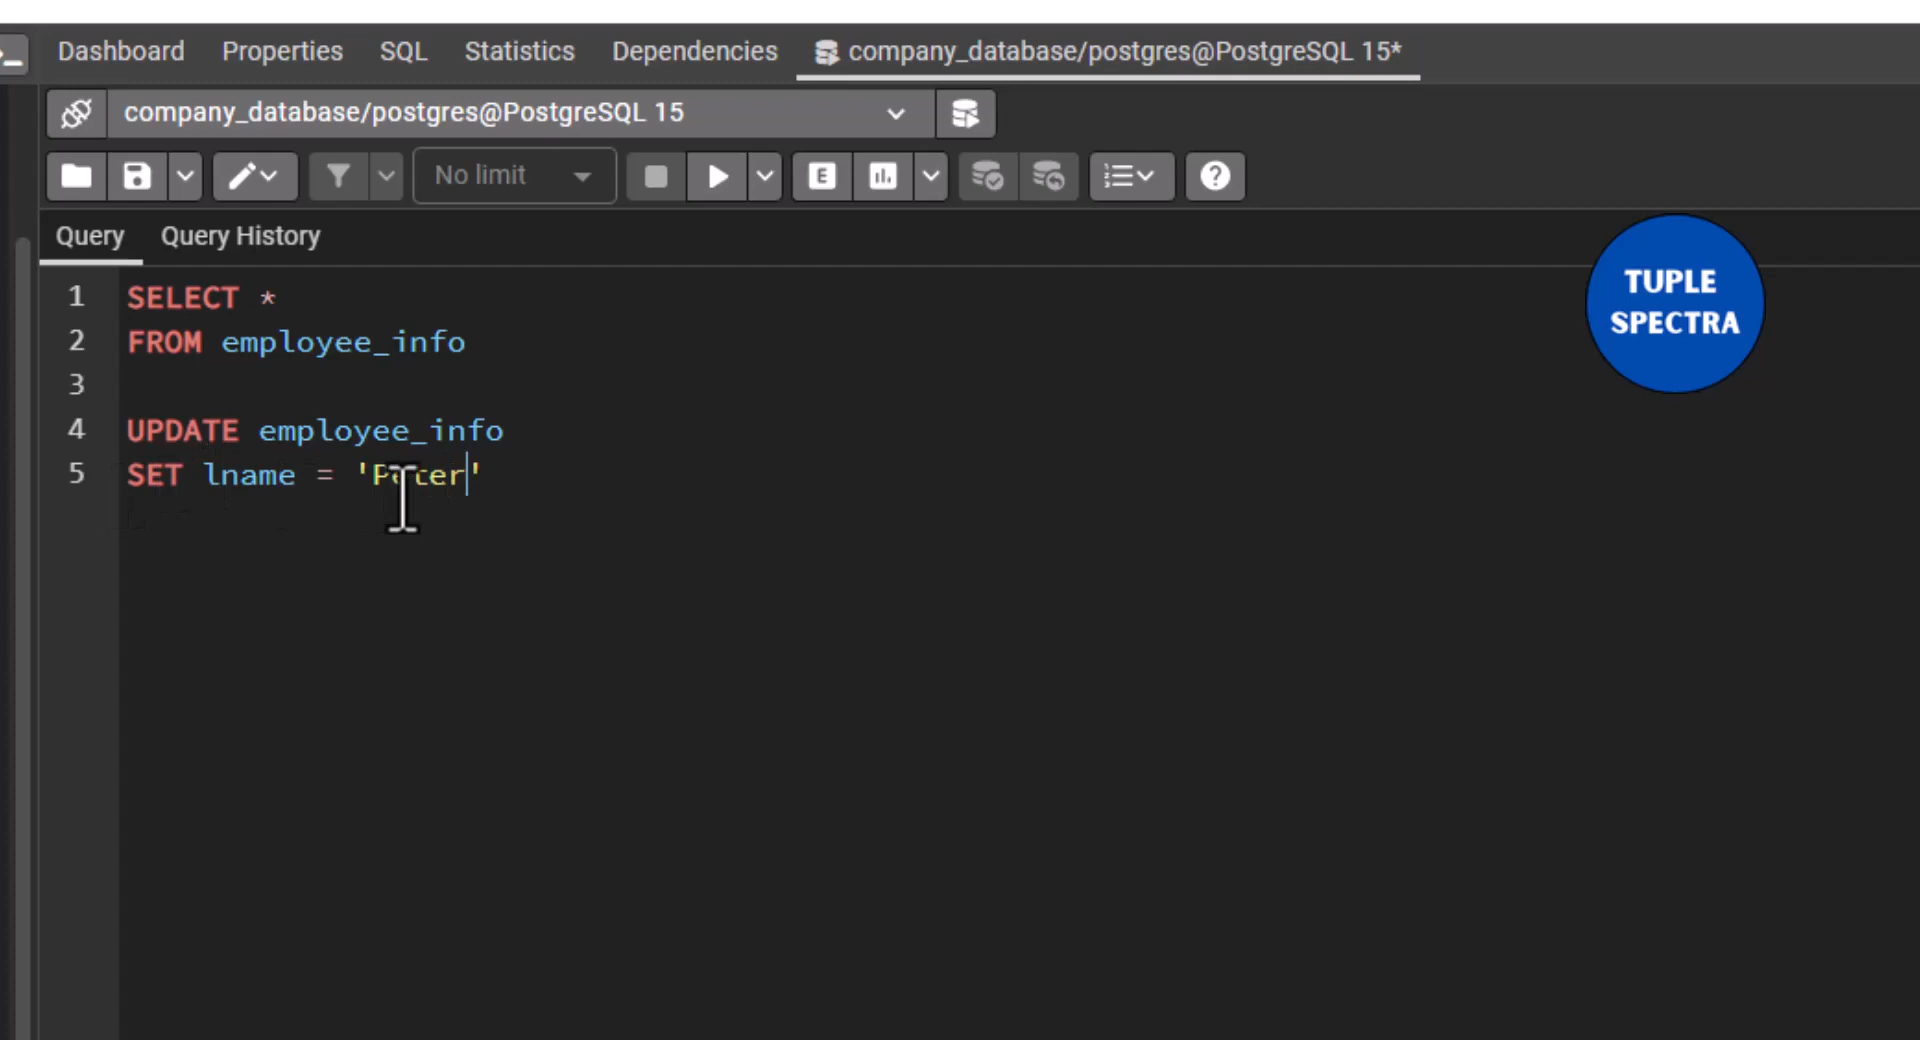 Dashboard Properties SQL Statistics Dependencies company_database/postgres@PostgreSQL 15*
company_database/postgres@PostgreSQL 15
No limit E
Query Query History
TUPLE
SPECTRA
1 SELECT *
2 FROM employee_info
3
4 UPDATE employee_info
5 SET lname = 'Peter'